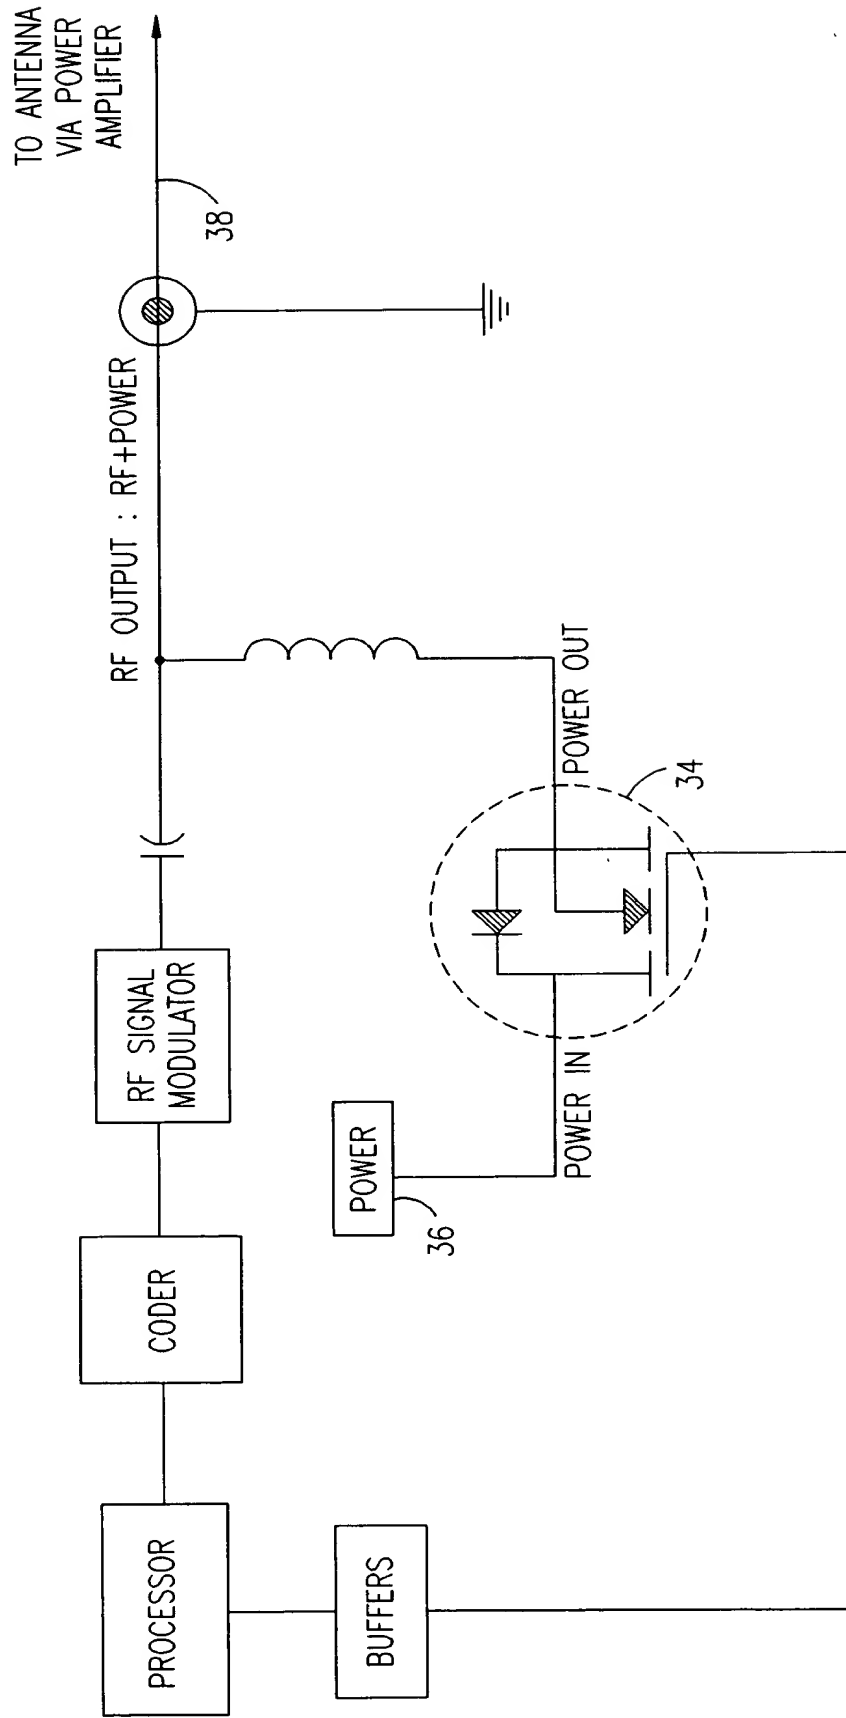 TO ANTENNA
VIA POWER
AMPLIFIER
38
RF OUTPUT : RF+POWER
PROCESSOR
CODER
RF SIGNAL
MODULATOR
BUFFERS
POWER
36
POWER IN
POWER OUT
34